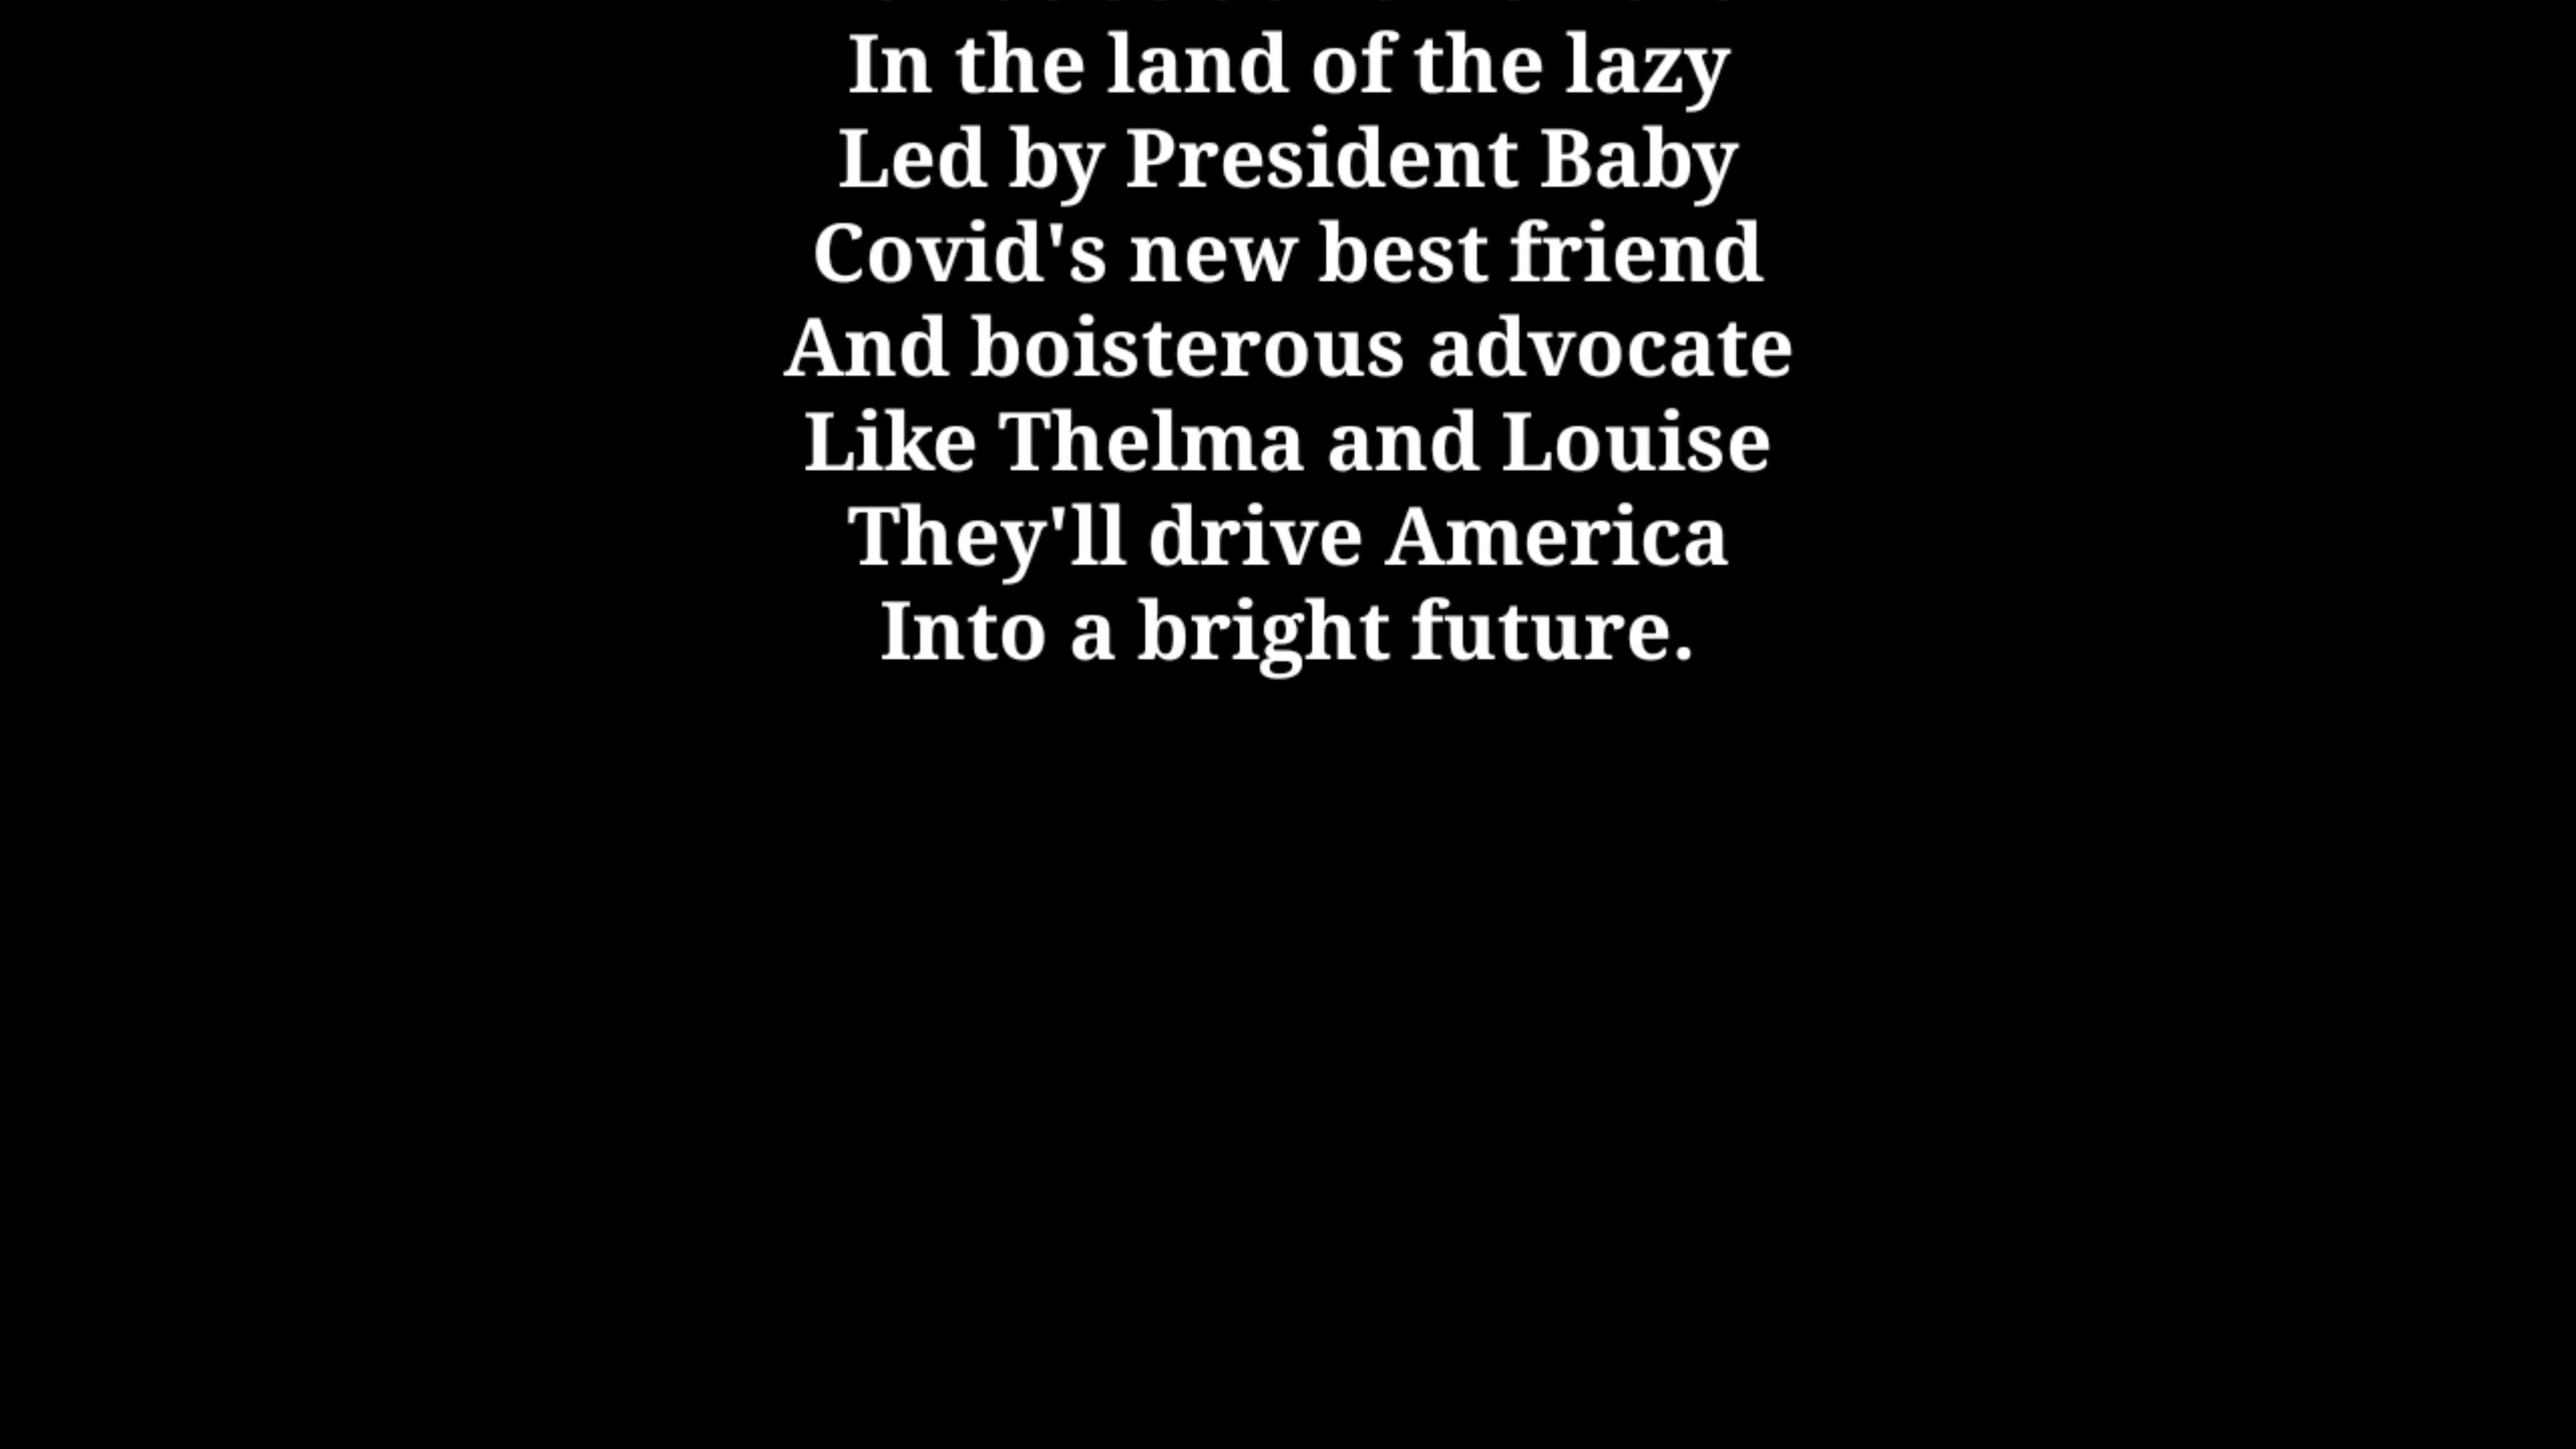 In the land of the lazy
Led by President Baby
Covid's new best friend
And boisterous advocate
Like Thelma and Louise
They'll drive America
Into a bright future.